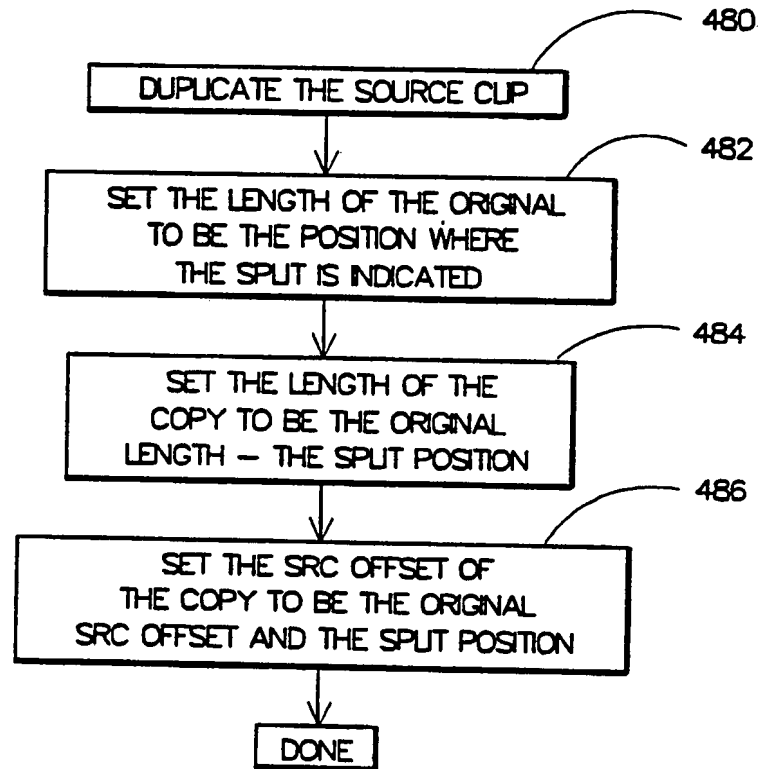 480
DUPLICATE THE SOURCE CLIP
482
SET THE LENGTH OF THE ORIGINAL
TO BE THE POSITION WHERE
THE SPLIT IS INDICATED
484
SET THE LENGTH OF THE
COPY TO BE THE ORIGINAL
LENGTH – THE SPLIT POSITION
486
SET THE SRC OFFSET OF
THE COPY TO BE THE ORIGINAL
SRC OFFSET AND THE SPLIT POSITION
DONE